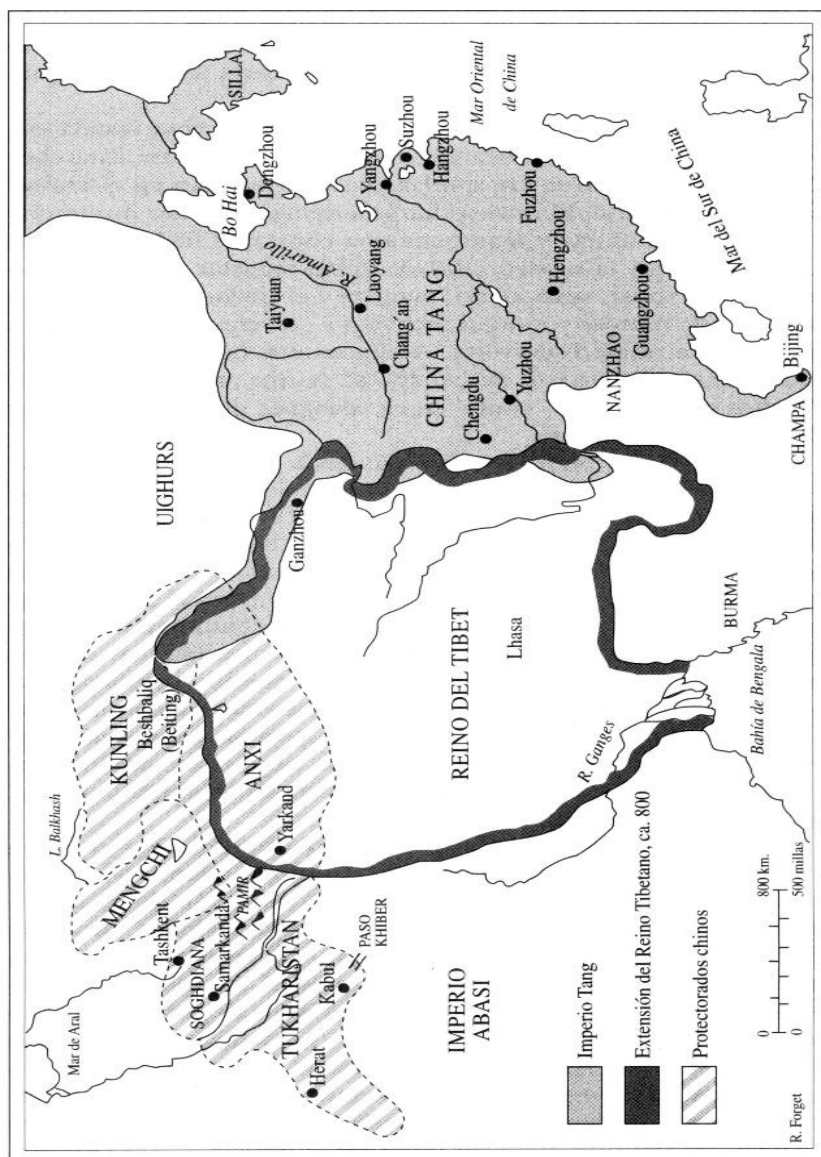 Mar de Aral
Tashkent
SOGHDIANA
Samarkanda
TUKHARISTAN
Herat
Kabul
PASO
KHIBER
PAMIR
MENGCHI
L. Balkhash
KUNLING
Beshbaliq
(Beiting)
ANXI
Yarkand
IMPERIO
ABASI
UIGHURS
Ganzhou
REINO DEL TIBET
Lhasa
R. Ganges
Bahía de Bengala
BURMA
SILLA
Bo Hai
Dengzhou
R. Amarillo
Taiyuan
Luoyang
Chang'an
CHINA TANG
Yangzhou
Suzhou
Hangzhou
Mar Oriental
de China
Chengdu
Yuzhou
Hengzhou
Fuzhou
NANZHAO
Guangzhou
Mar del Sur de China
Bijing
CHAMPA
Imperio Tang
Extensión del Reino Tibetano, ca. 800
Protectorados chinos
0 800 km.
0 500 millas
R. Forget